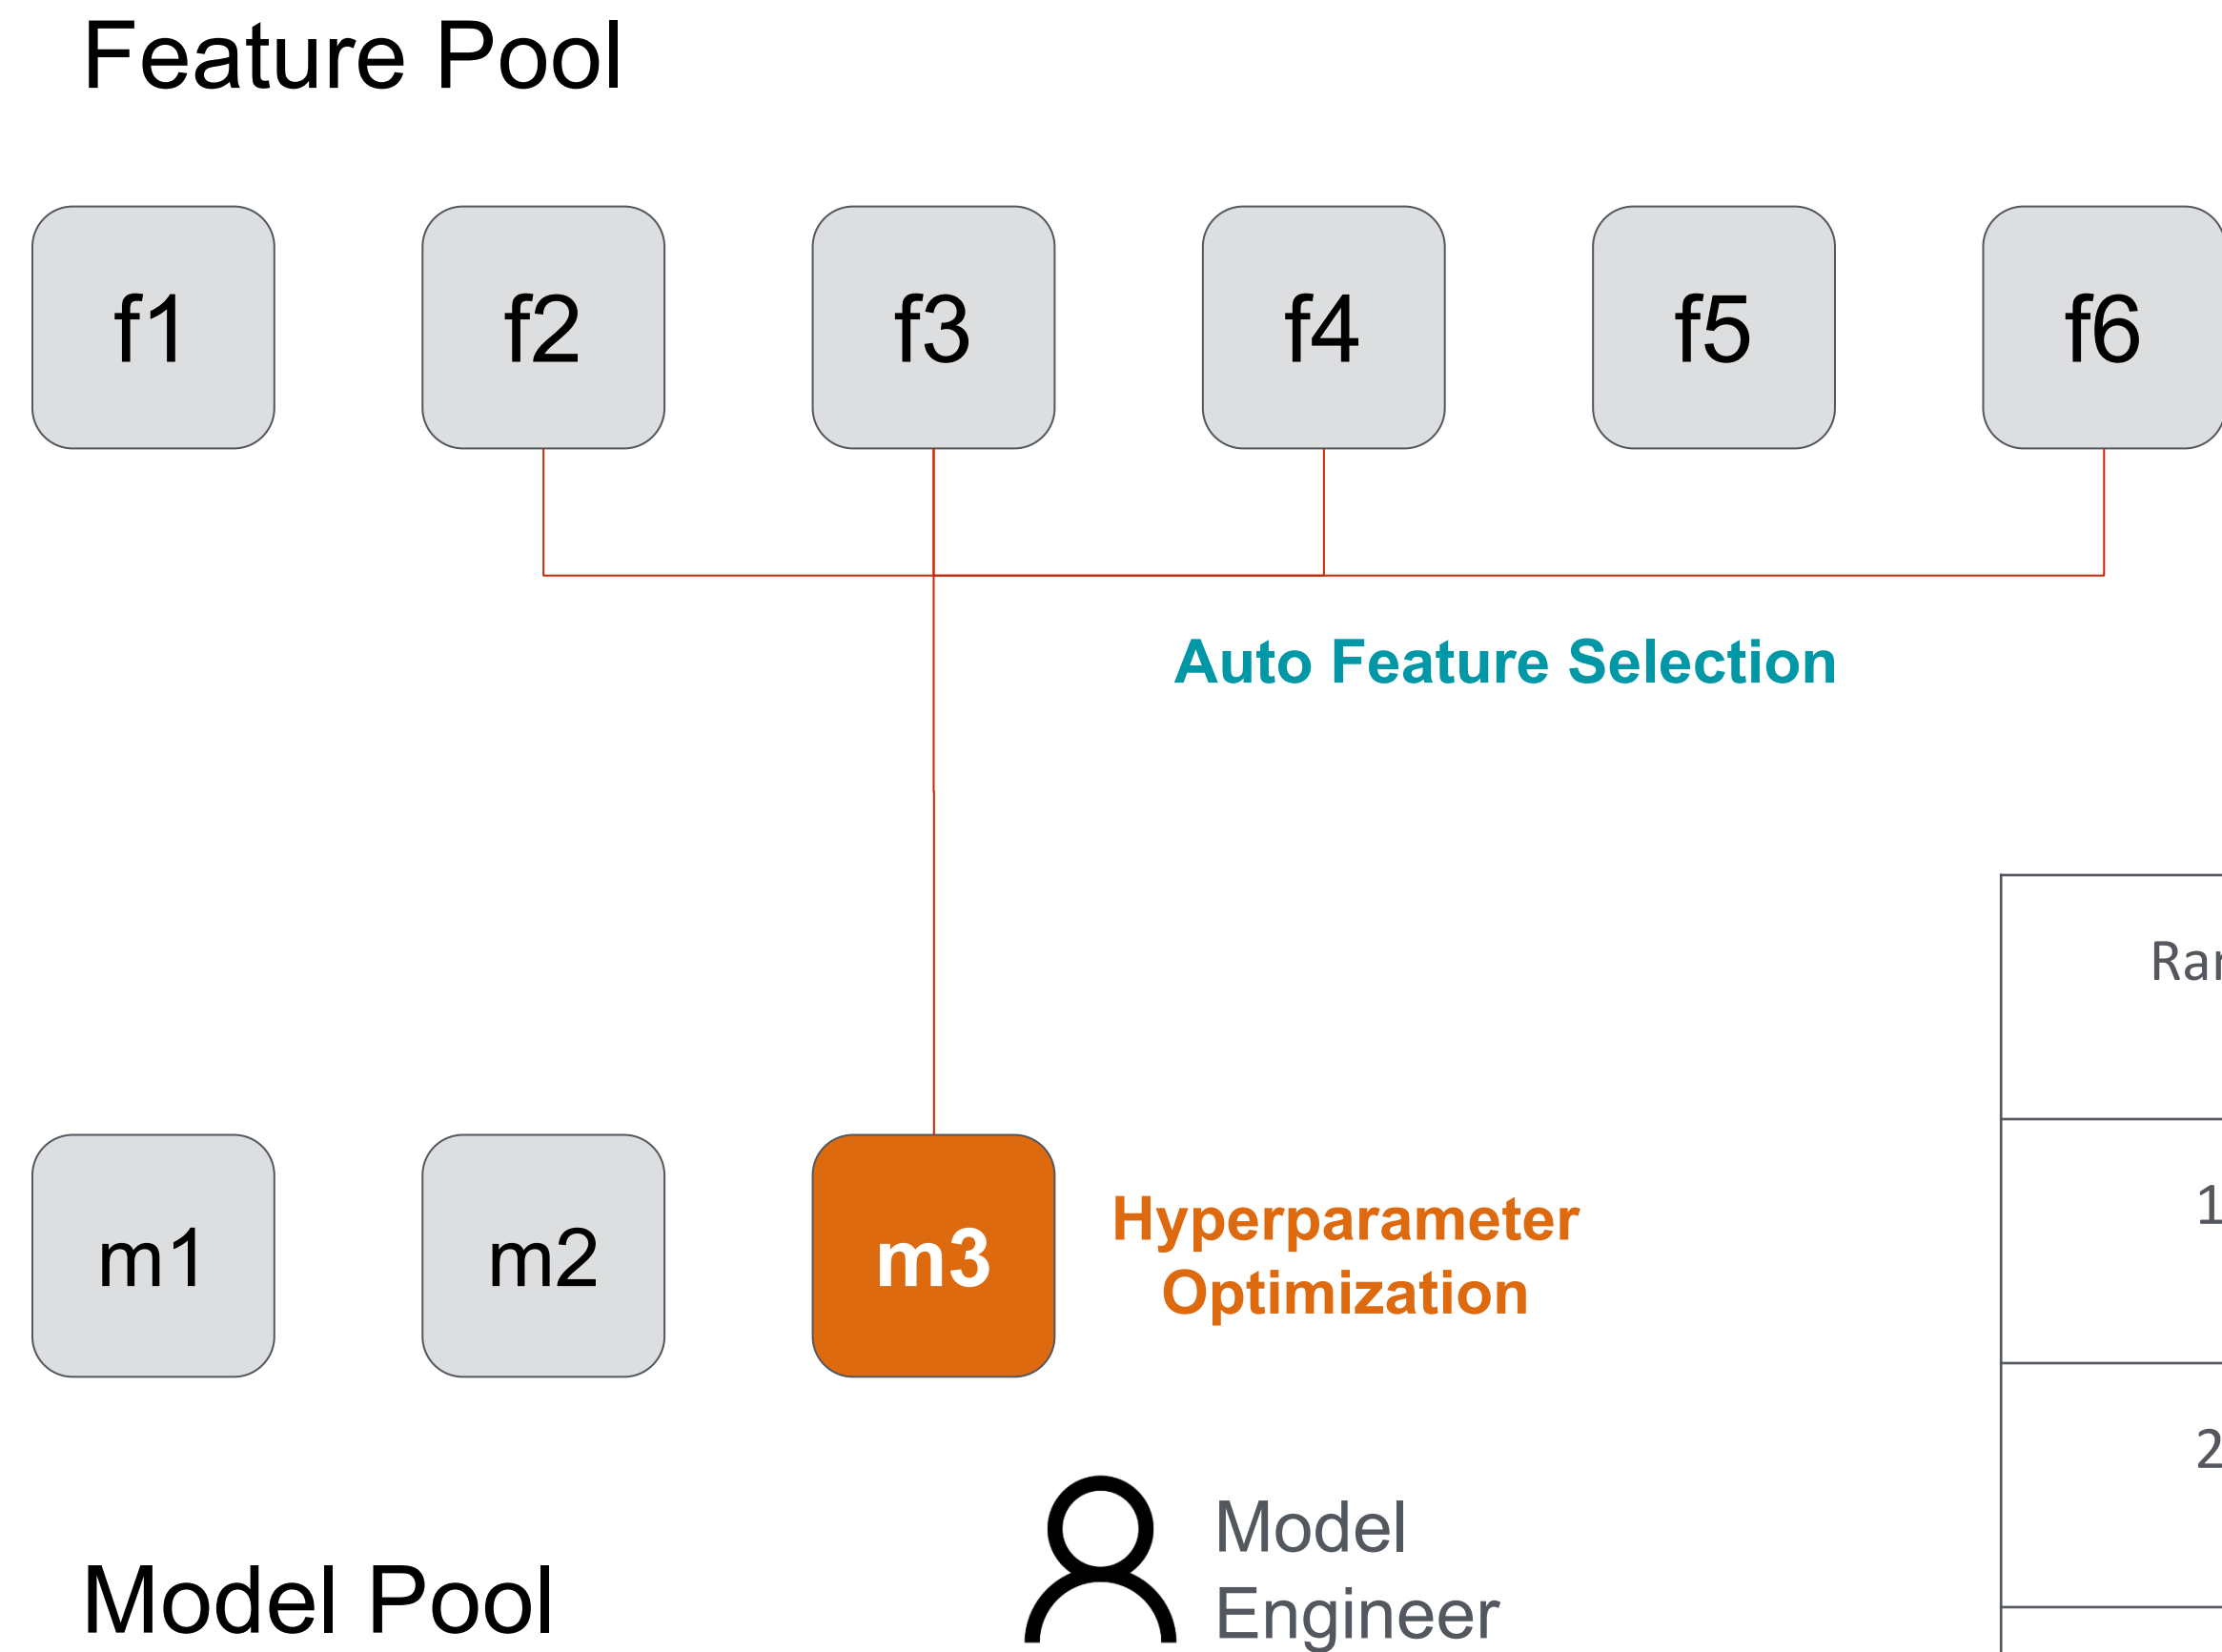 Feature Pool
f1
f2
f3
f4
f5
f6
Auto Feature Selection
m1
m2
m3
Hyperparameter
Optimization
1
2
Model Pool
Model
Engineer